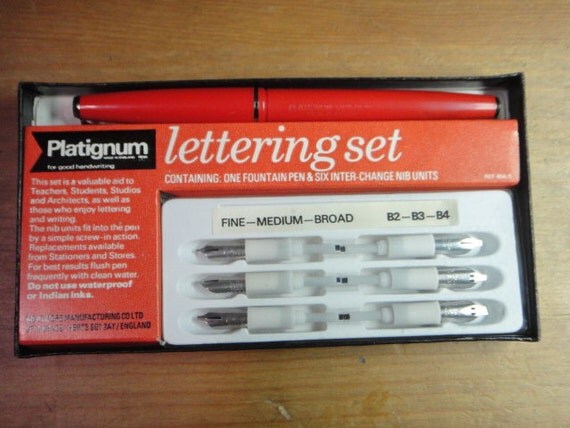 Platignum
MADE IN ENGLAND
for good handwriting
lettering set
CONTAINING: ONE FOUNTAIN PEN & SIX INTER-CHANGE NIB UNITS
This set is a valuable aid to
Teachers, Students, Studios
and Architects, as well as
those who enjoy lettering
and writing.
The nib units fit into the pen
by a simple screw-in action.
Replacements available
from Stationers and Stores.
For best results flush pen
frequently with clean water.
Do not use waterproof
or Indian Inks.
MANUFACTURING CO LTD
ENGLAND
FINE—MEDIUM—BROAD B2—B3—B4